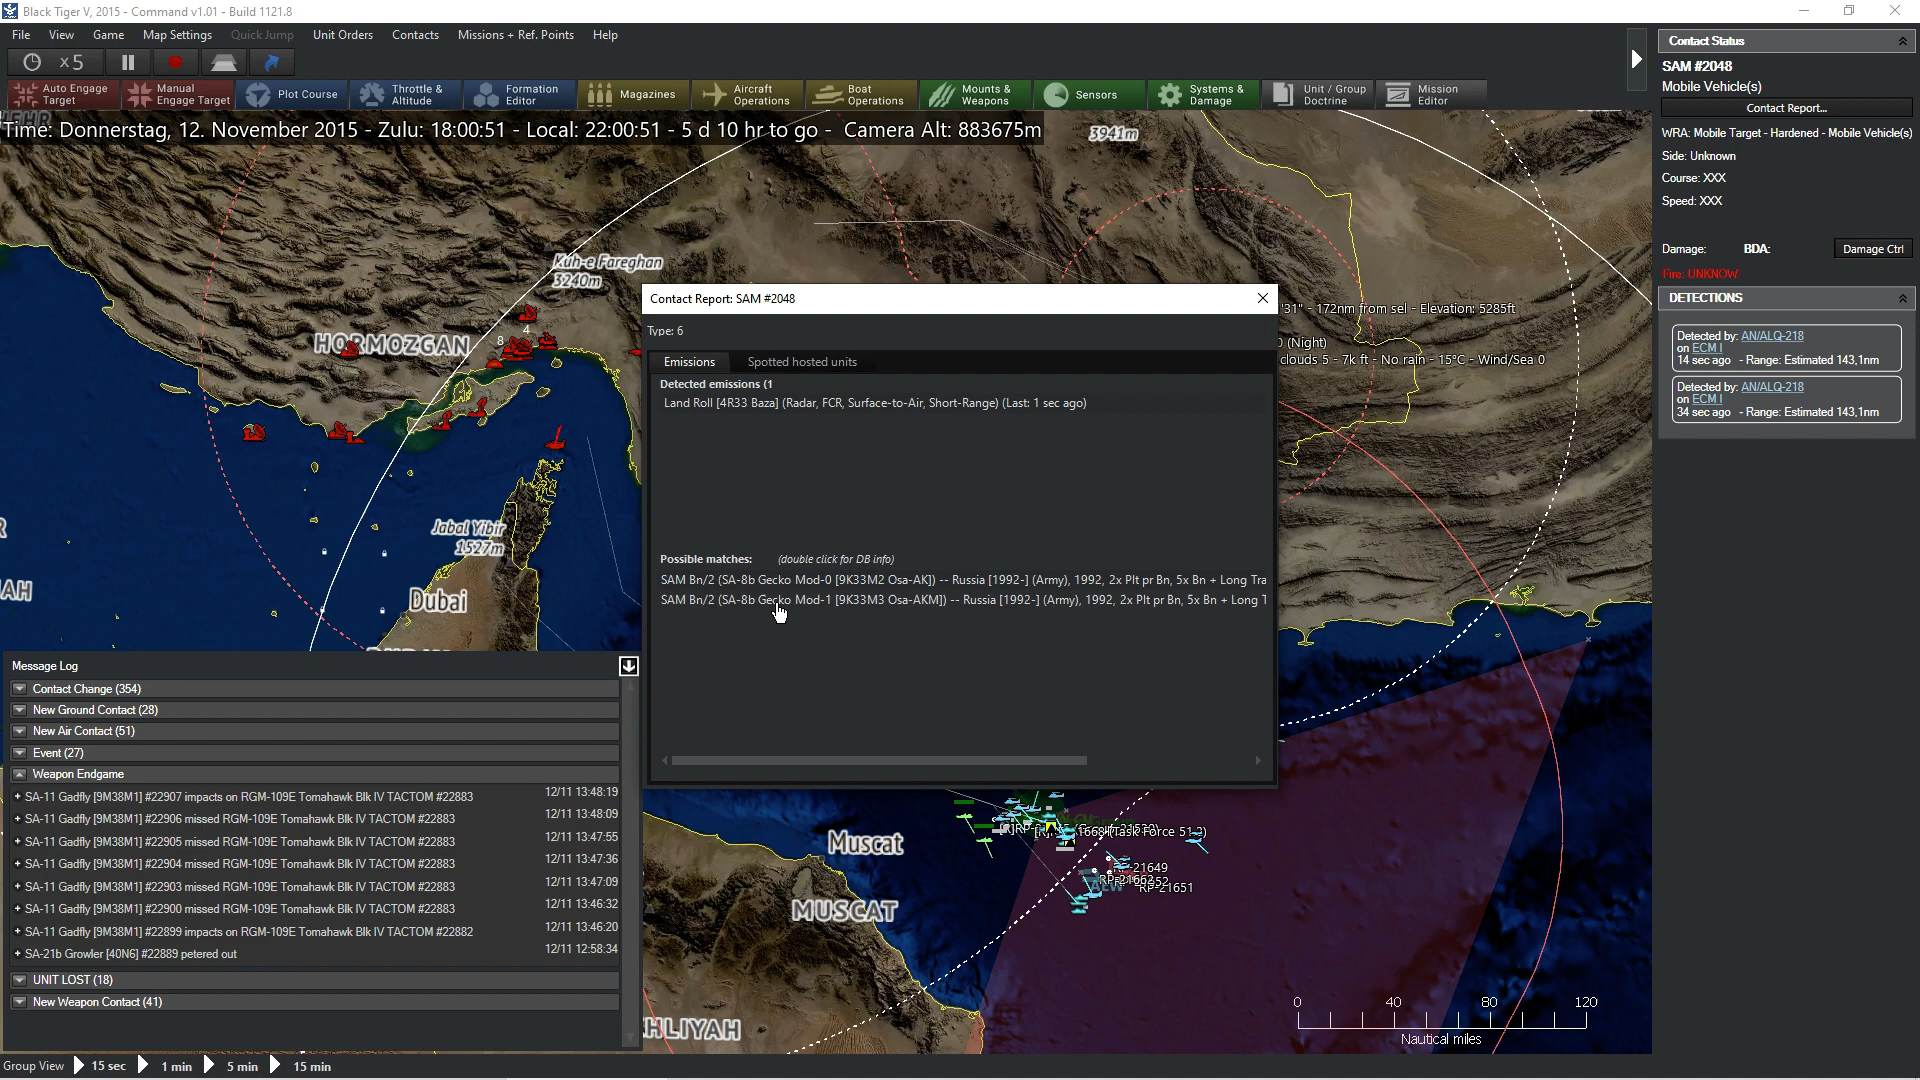 Black Tiger V, 2015 - Command v1.01 - Build 1121.8
File View Game Map Settings Quick Jump Unit Orders Contacts Missions + Ref. Points Help
x 5
Auto Engage Target
Manual Engage Target
Plot Course
Throttle & Altitude
Formation Editor
Magazines
Aircraft Operations
Boat Operations
Mounts & Weapons
Sensors
Systems & Damage
Unit / Group Doctrine
Mission Editor
Time: Donnerstag, 12. November 2015 - Zulu: 18:00:51 - Local: 22:00:51 - 5 d 10 hr to go - Camera Alt: 883675m
3941m
Kuh-e Fareghan
3240m
HORMOZGAN
4
8
Jabal Yibir
1527m
Dubai
'31" - 172nm from sel - Elevation: 5285ft
(Night)
clouds 5 - 7k ft - No rain - 15°C - Wind/Sea 0
Contact Report: SAM #2048
Type: 6
Emissions
Spotted hosted units
Detected emissions (1
Land Roll [4R33 Baza] (Radar, FCR, Surface-to-Air, Short-Range) (Last: 1 sec ago)
Possible matches: (double click for DB info)
SAM Bn/2 (SA-8b Gecko Mod-0 [9K33M2 Osa-AK]) -- Russia [1992-] (Army), 1992, 2x Plt pr Bn, 5x Bn + Long Tra
SAM Bn/2 (SA-8b Gecko Mod-1 [9K33M3 Osa-AKM]) -- Russia [1992-] (Army), 1992, 2x Plt pr Bn, 5x Bn + Long T
Message Log
Contact Change (354)
New Ground Contact (28)
New Air Contact (51)
Event (27)
Weapon Endgame
+ SA-11 Gadfly [9M38M1] #22907 impacts on RGM-109E Tomahawk Blk IV TACTOM #22883 12/11 13:48:19
+ SA-11 Gadfly [9M38M1] #22906 missed RGM-109E Tomahawk Blk IV TACTOM #22883 12/11 13:48:09
+ SA-11 Gadfly [9M38M1] #22905 missed RGM-109E Tomahawk Blk IV TACTOM #22883 12/11 13:47:55
+ SA-11 Gadfly [9M38M1] #22904 missed RGM-109E Tomahawk Blk IV TACTOM #22883 12/11 13:47:36
+ SA-11 Gadfly [9M38M1] #22903 missed RGM-109E Tomahawk Blk IV TACTOM #22883 12/11 13:47:09
+ SA-11 Gadfly [9M38M1] #22900 missed RGM-109E Tomahawk Blk IV TACTOM #22883 12/11 13:46:32
+ SA-11 Gadfly [9M38M1] #22899 impacts on RGM-109E Tomahawk Blk IV TACTOM #22882 12/11 13:46:20
+ SA-21b Growler [40N6] #22889 petered out 12/11 12:58:34
UNIT LOST (18)
New Weapon Contact (41)
Muscat
MUSCAT
HLIYAH
(Task Force 51.2)
RP-21649
RP-21651
0 40 80 120
Nautical miles
Group View 15 sec 1 min 5 min 15 min
Contact Status
SAM #2048
Mobile Vehicle(s)
Contact Report...
WRA: Mobile Target - Hardened - Mobile Vehicle(s)
Side: Unknown
Course: XXX
Speed: XXX
Damage: BDA: Damage Ctrl
Fire: UNKNOW
DETECTIONS
Detected by: AN/ALQ-218
on ECM I
14 sec ago - Range: Estimated 143,1nm
Detected by: AN/ALQ-218
on ECM I
34 sec ago - Range: Estimated 143,1nm